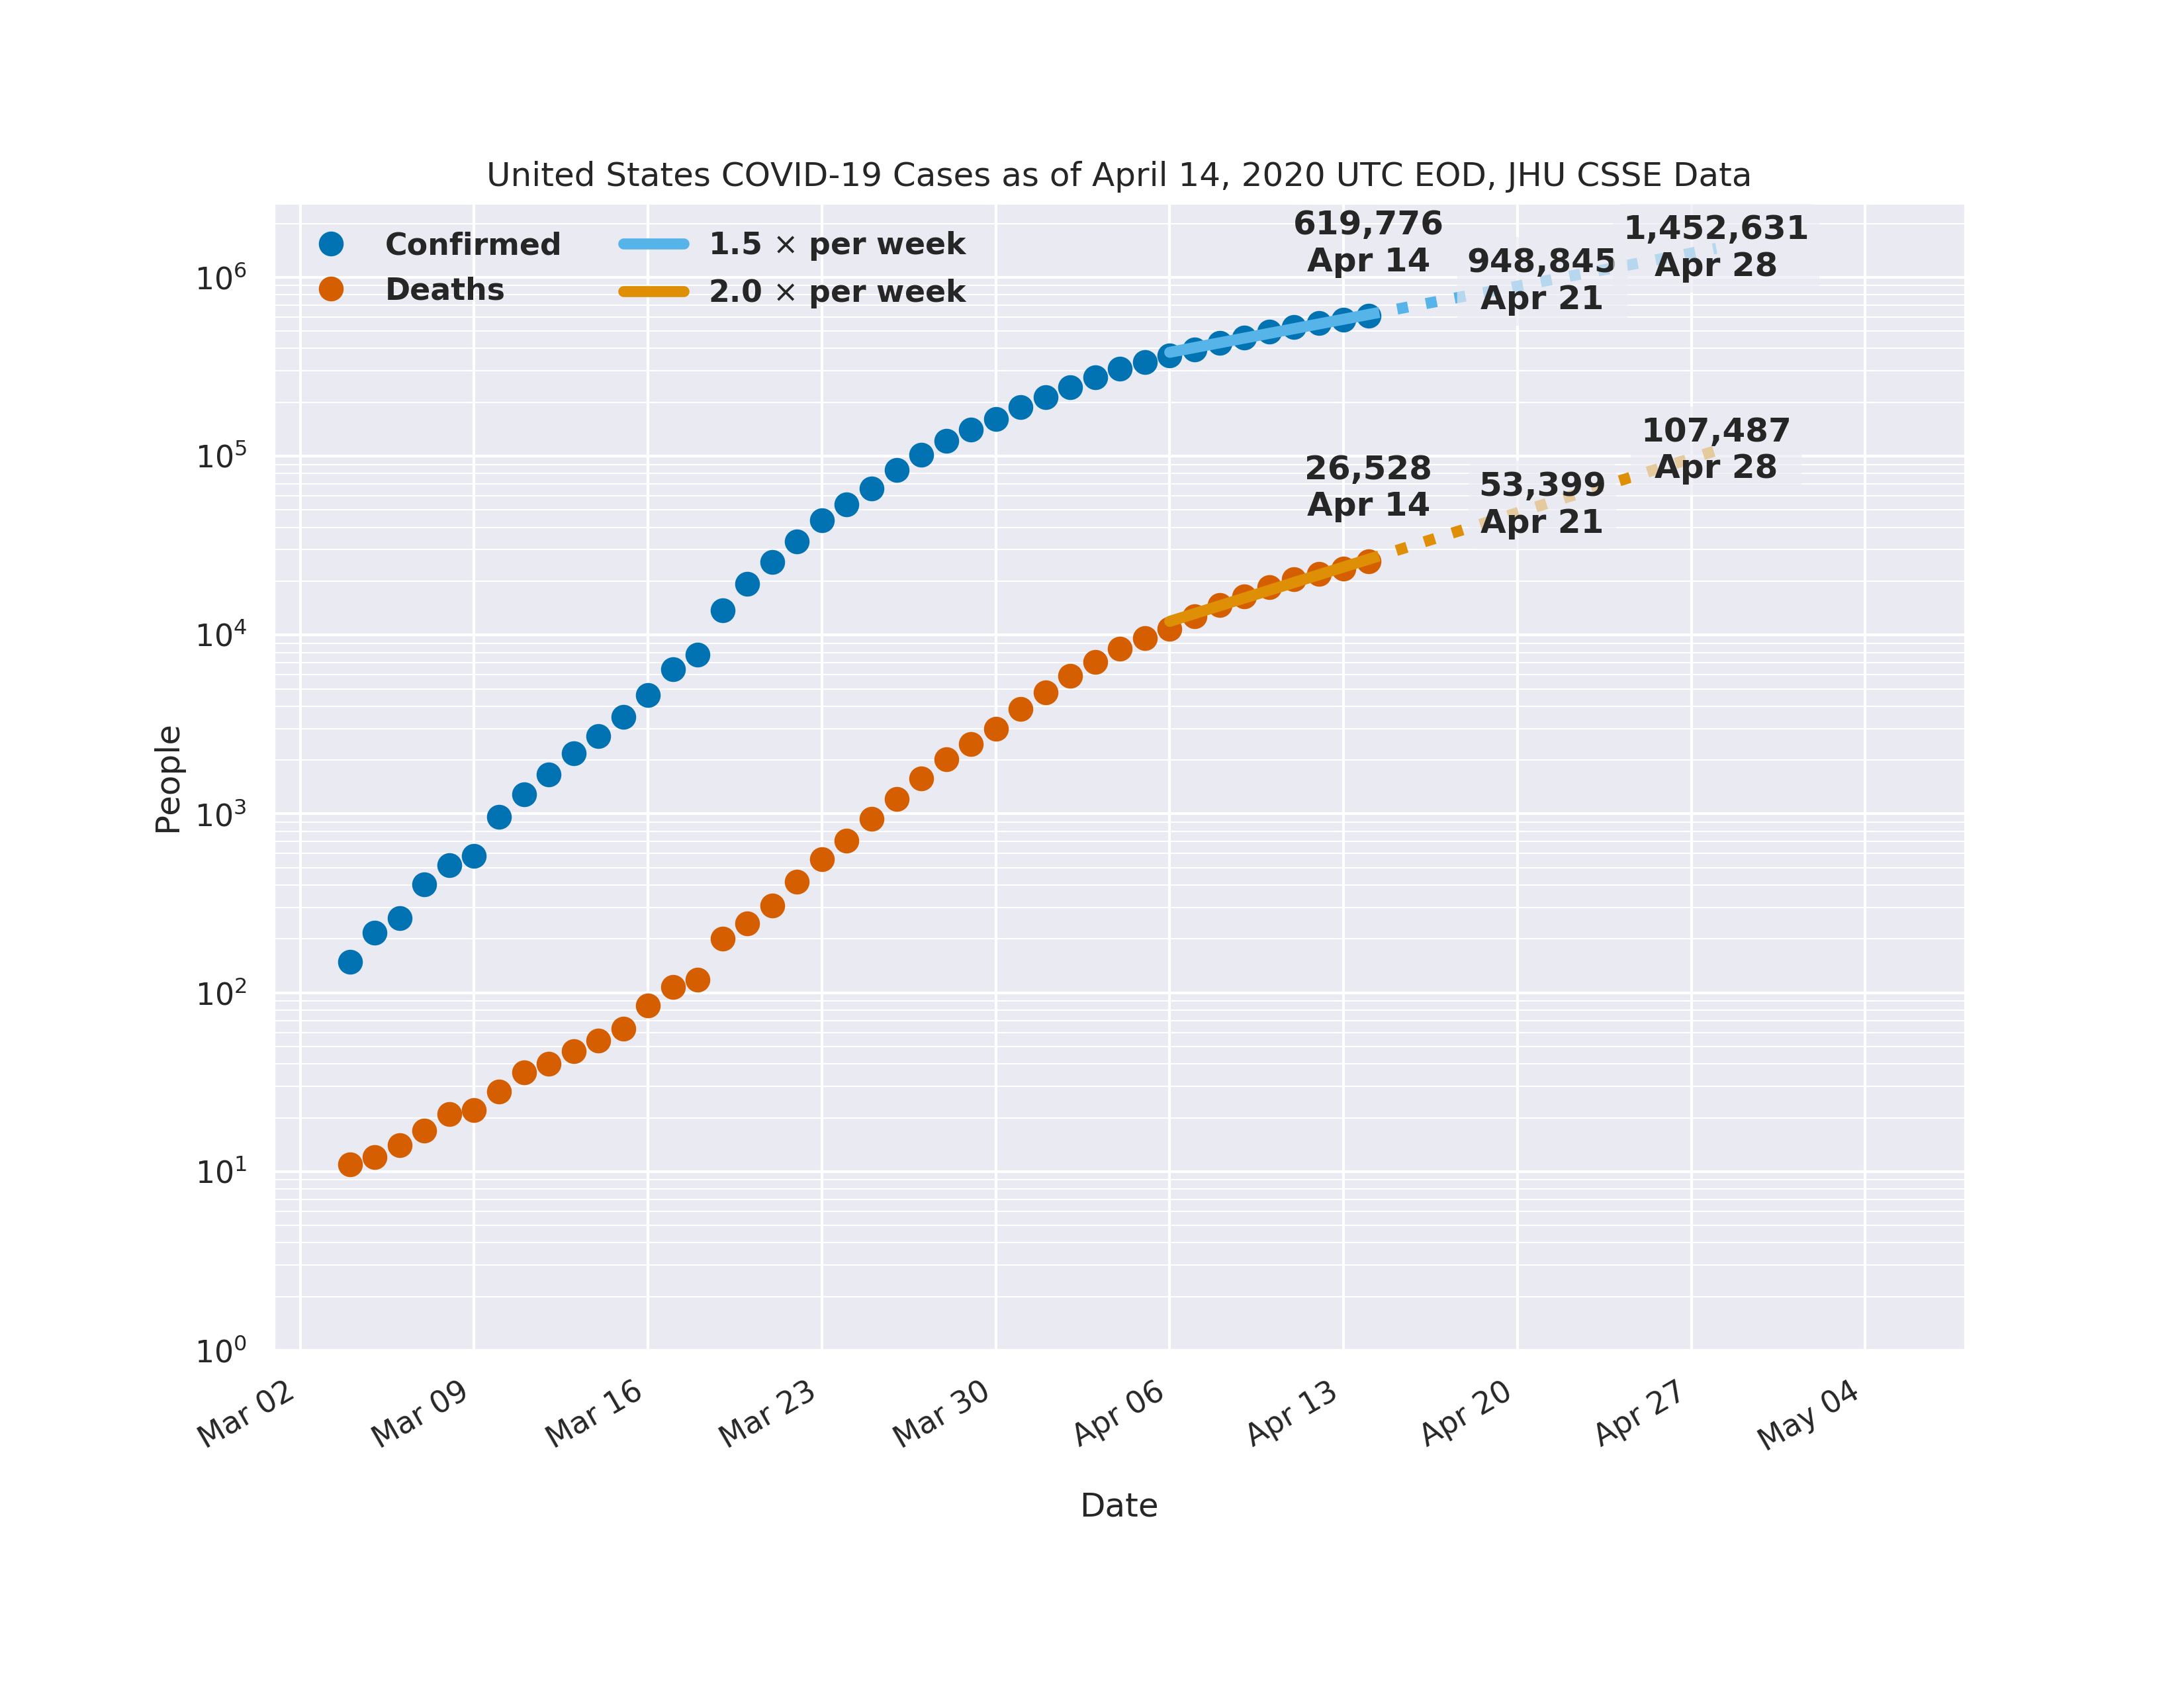 United States COVID-19 Cases as of April 14, 2020 UTC EOD, JHU CSSE Data
Confirmed
Deaths
1.5 × per week
2.0 × per week
619,776
Apr 14
948,845
Apr 21
1,452,631
Apr 28
26,528
Apr 14
53,399
Apr 21
107,487
Apr 28
People
10⁶
10⁵
10⁴
10³
10²
10¹
10⁰
Mar 02
Mar 09
Mar 16
Mar 23
Mar 30
Apr 06
Apr 13
Apr 20
Apr 27
May 04
Date